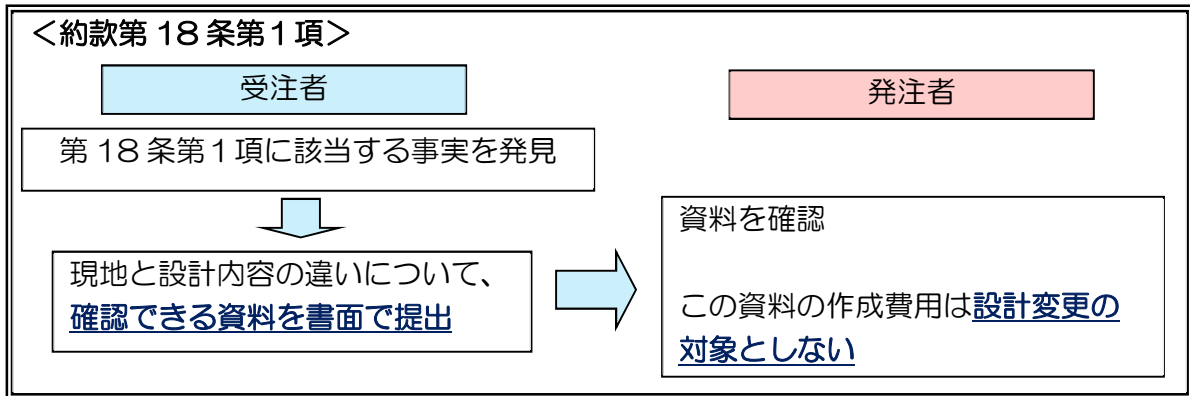 ＜約款第18条第１項＞
受注者
発注者
第18条第１項に該当する事実を発見
現地と設計内容の違いについて、
確認できる資料を書面で提出
資料を確認
この資料の作成費用は設計変更の
対象としない